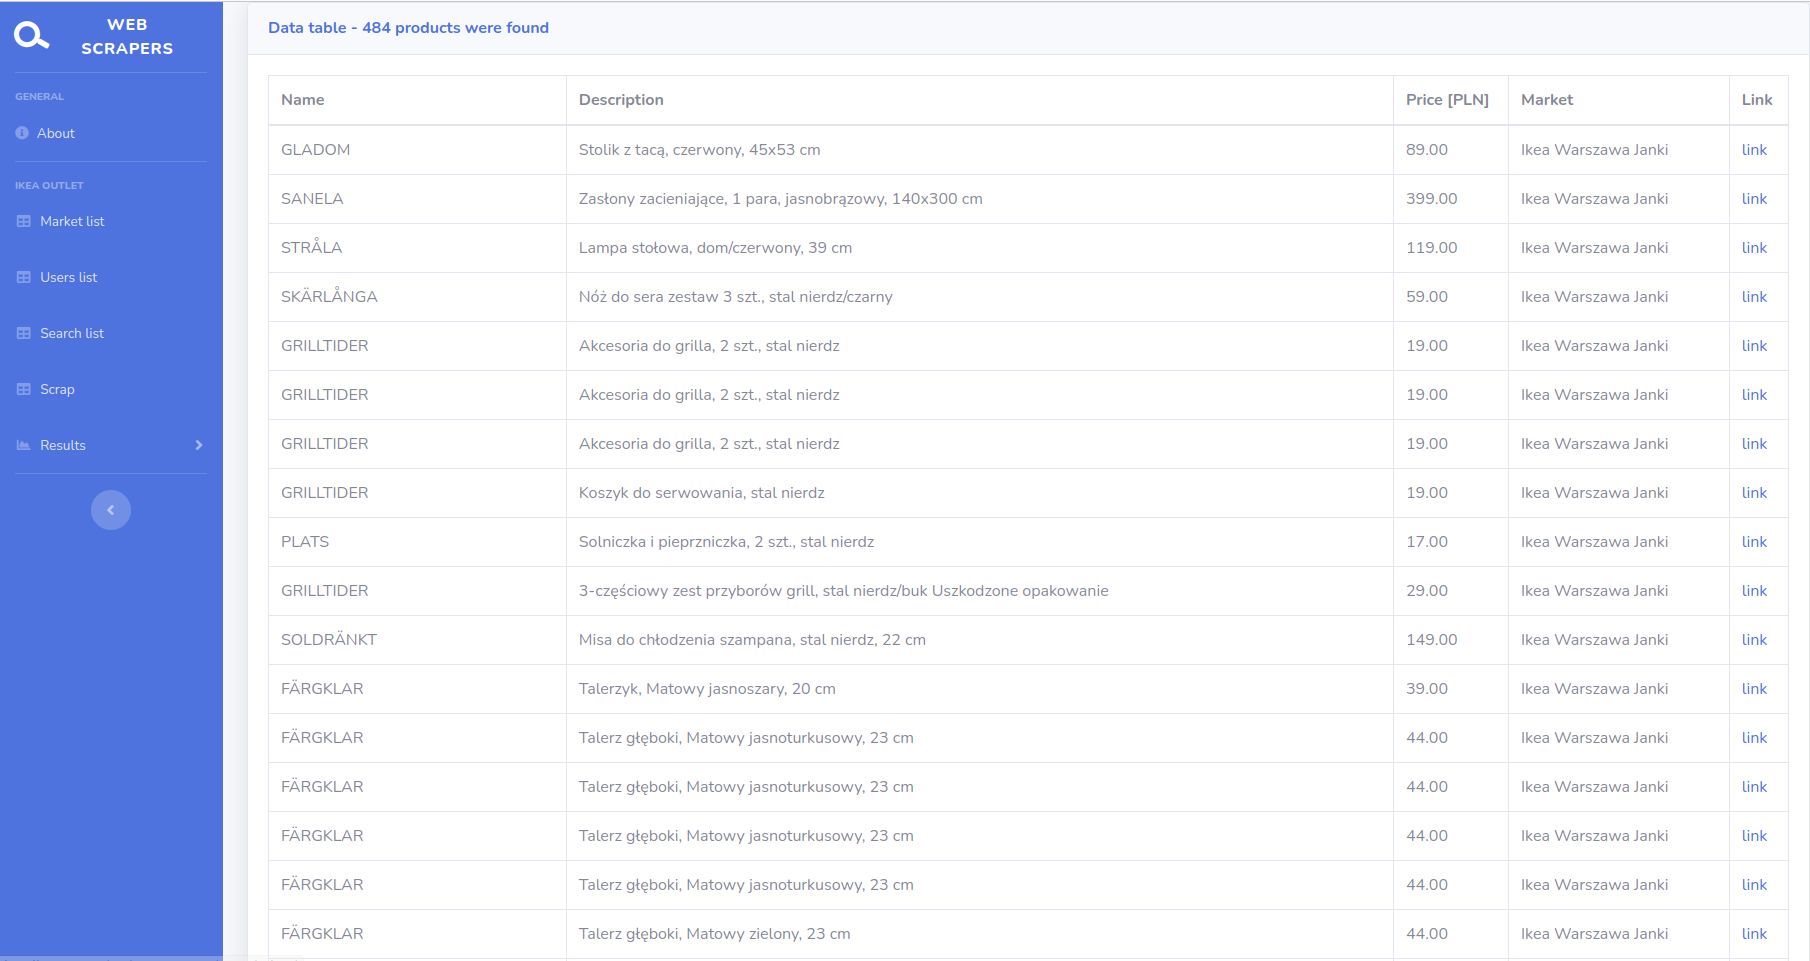 WEB
SCRAPERS
GENERAL
About
IKEA OUTLET
Market list
Users list
Search list
Scrap
Results
Data table - 484 products were found
Name Description Price [PLN] Market Link
GLADOM Stolik z tacą, czerwony, 45x53 cm 89.00 Ikea Warszawa Janki link
SANELA Zasłony zacieniające, 1 para, jasnobrązowy, 140x300 cm 399.00 Ikea Warszawa Janki link
STRÅLA Lampa stołowa, dom/czerwony, 39 cm 119.00 Ikea Warszawa Janki link
SKÄRLÅNGA Nóż do sera zestaw 3 szt., stal nierdz/czarny 59.00 Ikea Warszawa Janki link
GRILLTIDER Akcesoria do grilla, 2 szt., stal nierdz 19.00 Ikea Warszawa Janki link
GRILLTIDER Akcesoria do grilla, 2 szt., stal nierdz 19.00 Ikea Warszawa Janki link
GRILLTIDER Akcesoria do grilla, 2 szt., stal nierdz 19.00 Ikea Warszawa Janki link
GRILLTIDER Koszyk do serwowania, stal nierdz 19.00 Ikea Warszawa Janki link
PLATS Solniczka i pieprzniczka, 2 szt., stal nierdz 17.00 Ikea Warszawa Janki link
GRILLTIDER 3-częściowy zest przyborów grill, stal nierdz/buk Uszkodzone opakowanie 29.00 Ikea Warszawa Janki link
SOLDRÄNKT Misa do chłodzenia szampana, stal nierdz, 22 cm 149.00 Ikea Warszawa Janki link
FÄRGKLAR Talerzyk, Matowy jasnoszary, 20 cm 39.00 Ikea Warszawa Janki link
FÄRGKLAR Talerz głęboki, Matowy jasnoturkusowy, 23 cm 44.00 Ikea Warszawa Janki link
FÄRGKLAR Talerz głęboki, Matowy jasnoturkusowy, 23 cm 44.00 Ikea Warszawa Janki link
FÄRGKLAR Talerz głęboki, Matowy jasnoturkusowy, 23 cm 44.00 Ikea Warszawa Janki link
FÄRGKLAR Talerz głęboki, Matowy jasnoturkusowy, 23 cm 44.00 Ikea Warszawa Janki link
FÄRGKLAR Talerz głęboki, Matowy zielony, 23 cm 44.00 Ikea Warszawa Janki link